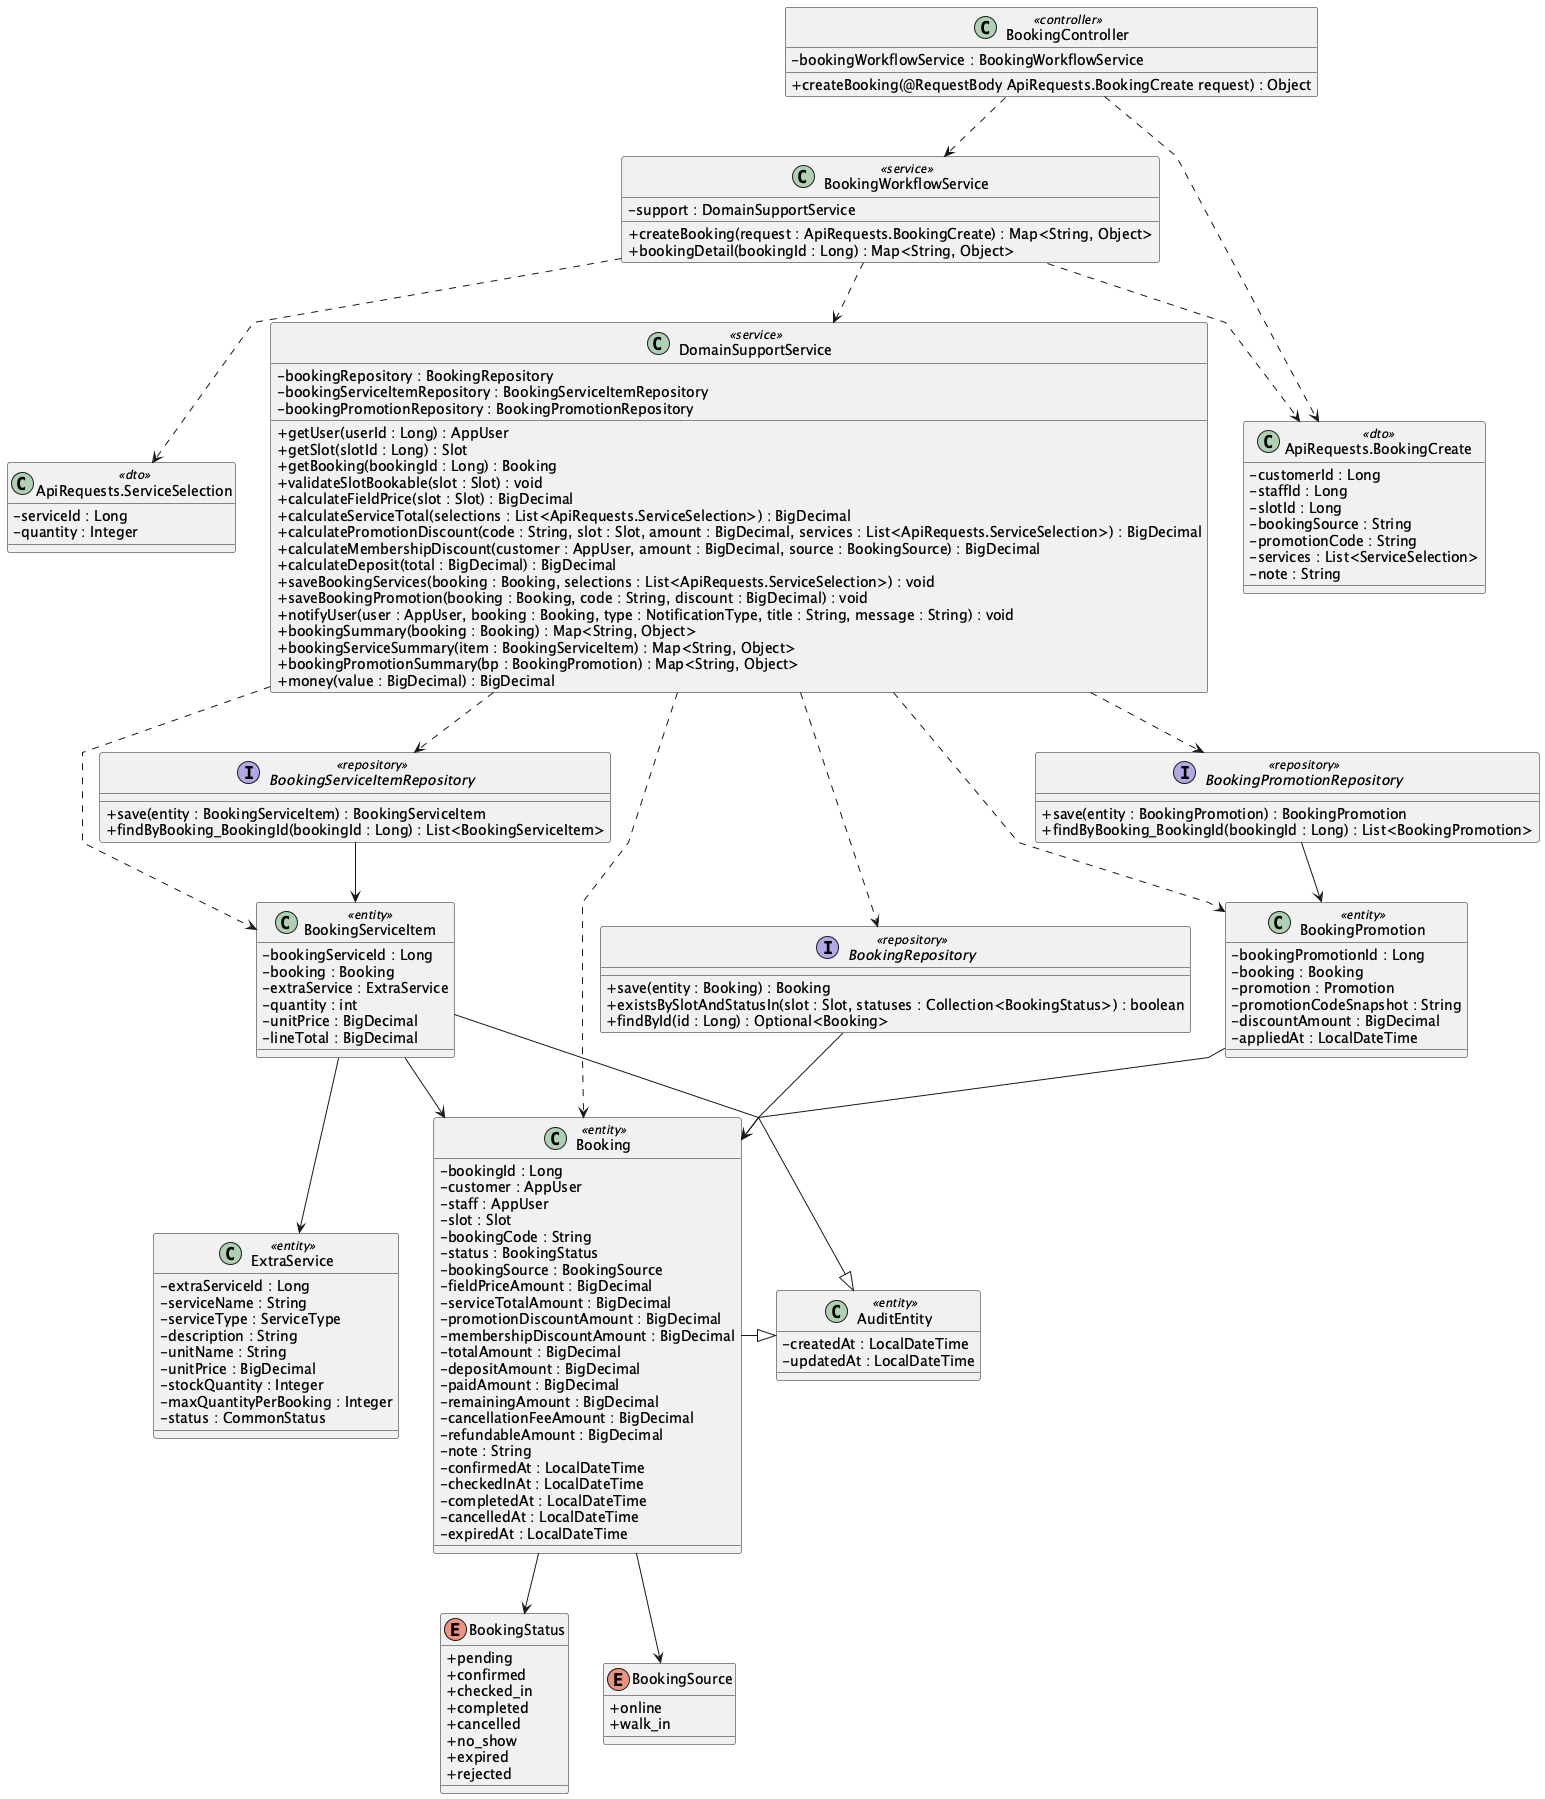 «controller»
C
BookingController
-bookingWorkflowService : BookingWorkflowService
+createBooking(@RequestBody ApiRequests.BookingCreate request) : Object
«service»
C
BookingWorkflowService
-support : DomainSupportService
+createBooking(request : ApiRequests.BookingCreate) : Map<String, Object>
+bookingDetail(bookingId : Long) : Map<String, Object>
«service»
C
DomainSupportService
-bookingRepository : BookingRepository
-bookingServiceItemRepository : BookingServiceItemRepository
-bookingPromotionRepository : BookingPromotionRepository
+getUser(userId : Long) : AppUser
+getSlot(slotId : Long) : Slot
+getBooking(bookingId : Long) : Booking
+validateSlotBookable(slot : Slot) : void
+calculateFieldPrice(slot : Slot) : BigDecimal
+calculateServiceTotal(selections : List<ApiRequests.ServiceSelection>) : BigDecimal
+calculatePromotionDiscount(code : String, slot : Slot, amount : BigDecimal, services : List<ApiRequests.ServiceSelection>) : BigDecimal
+calculateMembershipDiscount(customer : AppUser, amount : BigDecimal, source : BookingSource) : BigDecimal
+calculateDeposit(total : BigDecimal) : BigDecimal
+saveBookingServices(booking : Booking, selections : List<ApiRequests.ServiceSelection>) : void
+saveBookingPromotion(booking : Booking, code : String, discount : BigDecimal) : void
+notifyUser(user : AppUser, booking : Booking, type : NotificationType, title : String, message : String) : void
+bookingSummary(booking : Booking) : Map<String, Object>
+bookingServiceSummary(item : BookingServiceItem) : Map<String, Object>
+bookingPromotionSummary(bp : BookingPromotion) : Map<String, Object>
+money(value : BigDecimal) : BigDecimal
«dto»
C
ApiRequests.ServiceSelection
-serviceId : Long
-quantity : Integer
«dto»
C
ApiRequests.BookingCreate
-customerId : Long
-staffId : Long
-slotId : Long
-bookingSource : String
-promotionCode : String
-services : List<ServiceSelection>
-note : String
«repository»
I
BookingServiceItemRepository
+save(entity : BookingServiceItem) : BookingServiceItem
+findByBooking_BookingId(bookingId : Long) : List<BookingServiceItem>
«repository»
I
BookingPromotionRepository
+save(entity : BookingPromotion) : BookingPromotion
+findByBooking_BookingId(bookingId : Long) : List<BookingPromotion>
«entity»
C
BookingServiceItem
-bookingServiceId : Long
-booking : Booking
-extraService : ExtraService
-quantity : int
-unitPrice : BigDecimal
-lineTotal : BigDecimal
«repository»
I
BookingRepository
+save(entity : Booking) : Booking
+existsBySlotAndStatusIn(slot : Slot, statuses : Collection<BookingStatus>) : boolean
+findById(id : Long) : Optional<Booking>
«entity»
C
BookingPromotion
-bookingPromotionId : Long
-booking : Booking
-promotion : Promotion
-promotionCodeSnapshot : String
-discountAmount : BigDecimal
-appliedAt : LocalDateTime
«entity»
C
Booking
-bookingId : Long
-customer : AppUser
-staff : AppUser
-slot : Slot
-bookingCode : String
-status : BookingStatus
-bookingSource : BookingSource
-fieldPriceAmount : BigDecimal
-serviceTotalAmount : BigDecimal
-promotionDiscountAmount : BigDecimal
-membershipDiscountAmount : BigDecimal
-totalAmount : BigDecimal
-depositAmount : BigDecimal
-paidAmount : BigDecimal
-remainingAmount : BigDecimal
-cancellationFeeAmount : BigDecimal
-refundableAmount : BigDecimal
-note : String
-confirmedAt : LocalDateTime
-checkedInAt : LocalDateTime
-completedAt : LocalDateTime
-cancelledAt : LocalDateTime
-expiredAt : LocalDateTime
«entity»
C
ExtraService
-extraServiceId : Long
-serviceName : String
-serviceType : ServiceType
-description : String
-unitName : String
-unitPrice : BigDecimal
-stockQuantity : Integer
-maxQuantityPerBooking : Integer
-status : CommonStatus
«entity»
C
AuditEntity
-createdAt : LocalDateTime
-updatedAt : LocalDateTime
E
BookingStatus
+pending
+confirmed
+checked_in
+completed
+cancelled
+no_show
+expired
+rejected
E
BookingSource
+online
+walk_in